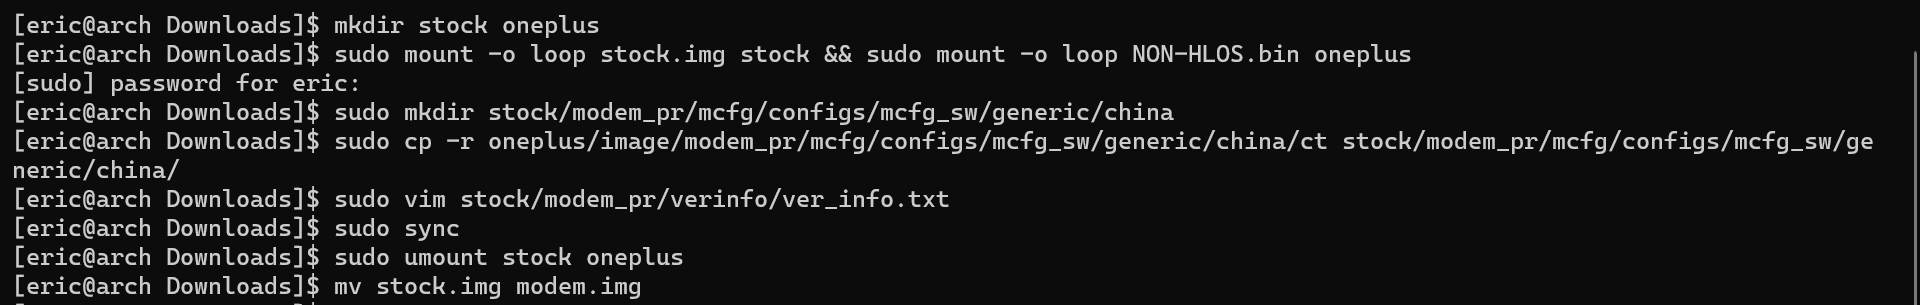 [eric@arch Downloads]$ mkdir stock oneplus
[eric@arch Downloads]$ sudo mount -o loop stock.img stock && sudo mount -o loop NON-HLOS.bin oneplus
[sudo] password for eric:
[eric@arch Downloads]$ sudo mkdir stock/modem_pr/mcfg/configs/mcfg_sw/generic/china
[eric@arch Downloads]$ sudo cp -r oneplus/image/modem_pr/mcfg/configs/mcfg_sw/generic/china/ct stock/modem_pr/mcfg/configs/mcfg_sw/ge
neric/china/
[eric@arch Downloads]$ sudo vim stock/modem_pr/verinfo/ver_info.txt
[eric@arch Downloads]$ sudo sync
[eric@arch Downloads]$ sudo umount stock oneplus
[eric@arch Downloads]$ mv stock.img modem.img